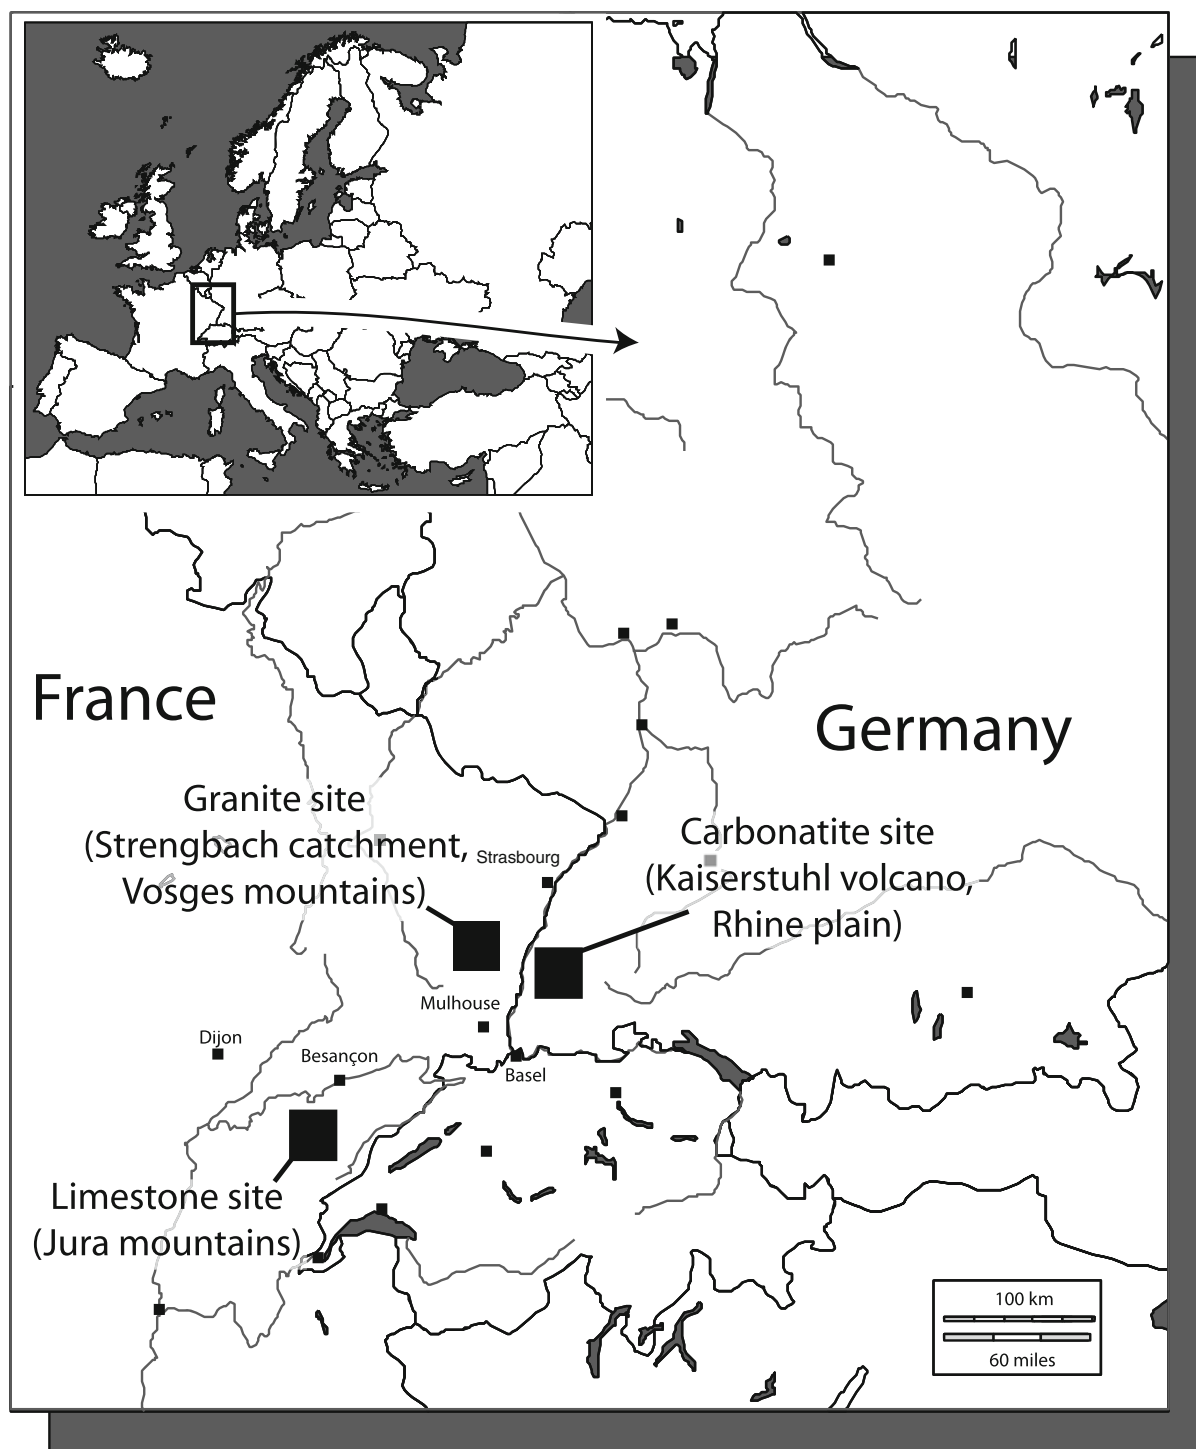 France
Germany
Granite site
(Strengbach catchment,
Vosges mountains)
Strasbourg
Carbonatite site
(Kaiserstuhl volcano,
Rhine plain)
Mulhouse
Dijon
Besançon
Basel
Limestone site
(Jura mountains)
100 km
60 miles